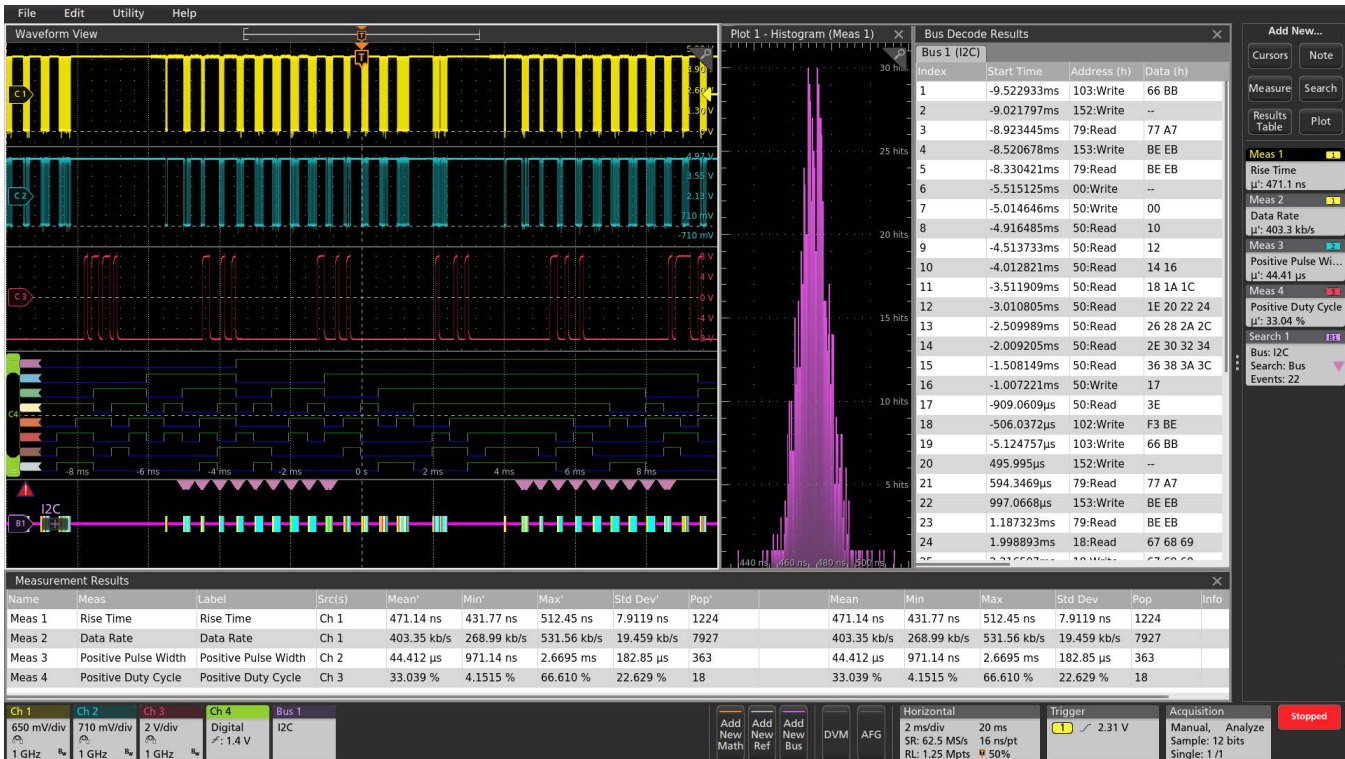 File Edit Utility Help
Waveform View
C1
3.90
2.60
1.30
C2
4.97 V
3.55 V
2.13 V
710 mV
-710 mV
C3
8 V
4 V
0 V
-4 V
-8 V
C4
-8 ms -6 ms -4 ms -2 ms 0 s 2 ms 4 ms 6 ms 8 ms
I2C
B1
T
T
Plot 1 - Histogram (Meas 1)
25 hits
20 hits
15 hits
10 hits
5 hits
440 ns 460 ns 480 ns 500 ns
Bus Decode Results
Bus 1 (I2C)
Index Start Time Address (h) Data (h)
1 -9.522933ms 103:Write 66 BB
2 -9.021797ms 152:Write --
3 -8.923445ms 79:Read 77 A7
4 -8.520678ms 153:Write BE EB
5 -8.330421ms 79:Read BE EB
6 -5.515125ms 00:Write --
7 -5.014646ms 50:Write 00
8 -4.916485ms 50:Read 10
9 -4.513733ms 50:Read 12
10 -4.012821ms 50:Read 14 16
11 -3.511909ms 50:Read 18 1A 1C
12 -3.010805ms 50:Read 1E 20 22 24
13 -2.509989ms 50:Read 26 28 2A 2C
14 -2.009205ms 50:Read 2E 30 32 34
15 -1.508149ms 50:Read 36 38 3A 3C
16 -1.007221ms 50:Write 17
17 -909.0609µs 50:Read 3E
18 -506.0372µs 102:Write F3 BE
19 -5.124757µs 103:Write 66 BB
20 495.995µs 152:Write --
21 594.3469µs 79:Read 77 A7
22 997.0668µs 153:Write BE EB
23 1.187323ms 79:Read BE EB
24 1.998893ms 18:Read 67 68 69
Add New...
Cursors Note
Measure Search
Results Table Plot
Meas 1 1
Rise Time
µ': 471.1 ns
Meas 2 1
Data Rate
µ': 403.3 kb/s
Meas 3 2
Positive Pulse Wi...
µ': 44.41 µs
Meas 4 3
Positive Duty Cycle
µ': 33.04 %
Search 1 B1
Bus: I2C
Search: Bus
Events: 22
Measurement Results
Name Meas Label Src(s) Mean' Min' Max' Std Dev' Pop' Mean Min Max Std Dev Pop Info
Meas 1 Rise Time Rise Time Ch 1 471.14 ns 431.77 ns 512.45 ns 7.9119 ns 1224 471.14 ns 431.77 ns 512.45 ns 7.9119 ns 1224
Meas 2 Data Rate Data Rate Ch 1 403.35 kb/s 268.99 kb/s 531.56 kb/s 19.459 kb/s 7927 403.35 kb/s 268.99 kb/s 531.56 kb/s 19.459 kb/s 7927
Meas 3 Positive Pulse Width Positive Pulse Width Ch 2 44.412 µs 971.14 ns 2.6695 ms 182.85 µs 363 44.412 µs 971.14 ns 2.6695 ms 182.85 µs 363
Meas 4 Positive Duty Cycle Positive Duty Cycle Ch 3 33.039 % 4.1515 % 66.610 % 22.629 % 18 33.039 % 4.1515 % 66.610 % 22.629 % 18
Ch 1 Ch 2 Ch 3 Ch 4 Bus 1
650 mV/div 710 mV/div 2 V/div Digital I2C
: 1.4 V
1 GHz Bw 1 GHz Bw 1 GHz Bw
Add New Math
Add New Ref
Add New Bus
DVM
AFG
Horizontal
2 ms/div 20 ms
SR: 62.5 MS/s 16 ns/pt
RL: 1.25 Mpts 50%
Trigger
1 2.31 V
Acquisition
Manual, Analyze
Sample: 12 bits
Single: 1 /1
Stopped